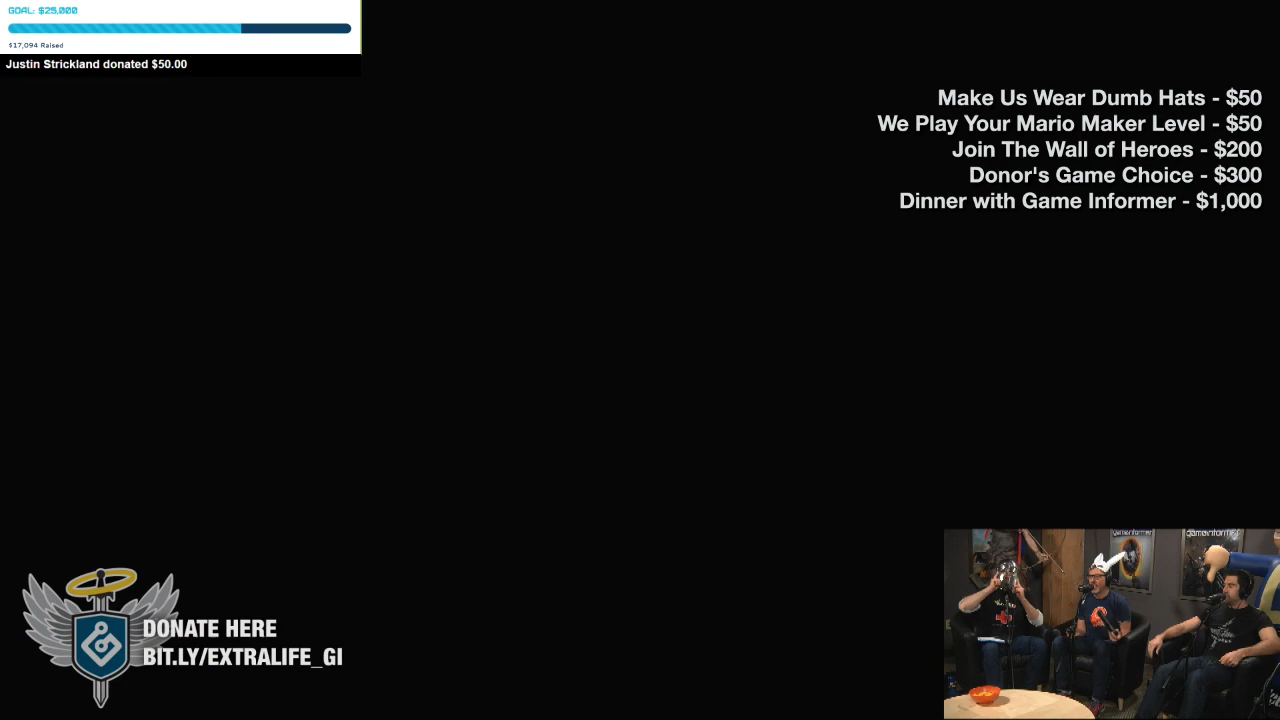 GOAL: $25,000
$17,094 Raised
Justin Strickland donated $50.00
Make Us Wear Dumb Hats - $50
We Play Your Mario Maker Level - $50
Join The Wall of Heroes - $200
Donor's Game Choice - $300
Dinner with Game Informer - $1,000
gameinformer
gameinformer
DONATE HERE
BIT.LY/EXTRALIFE_GI